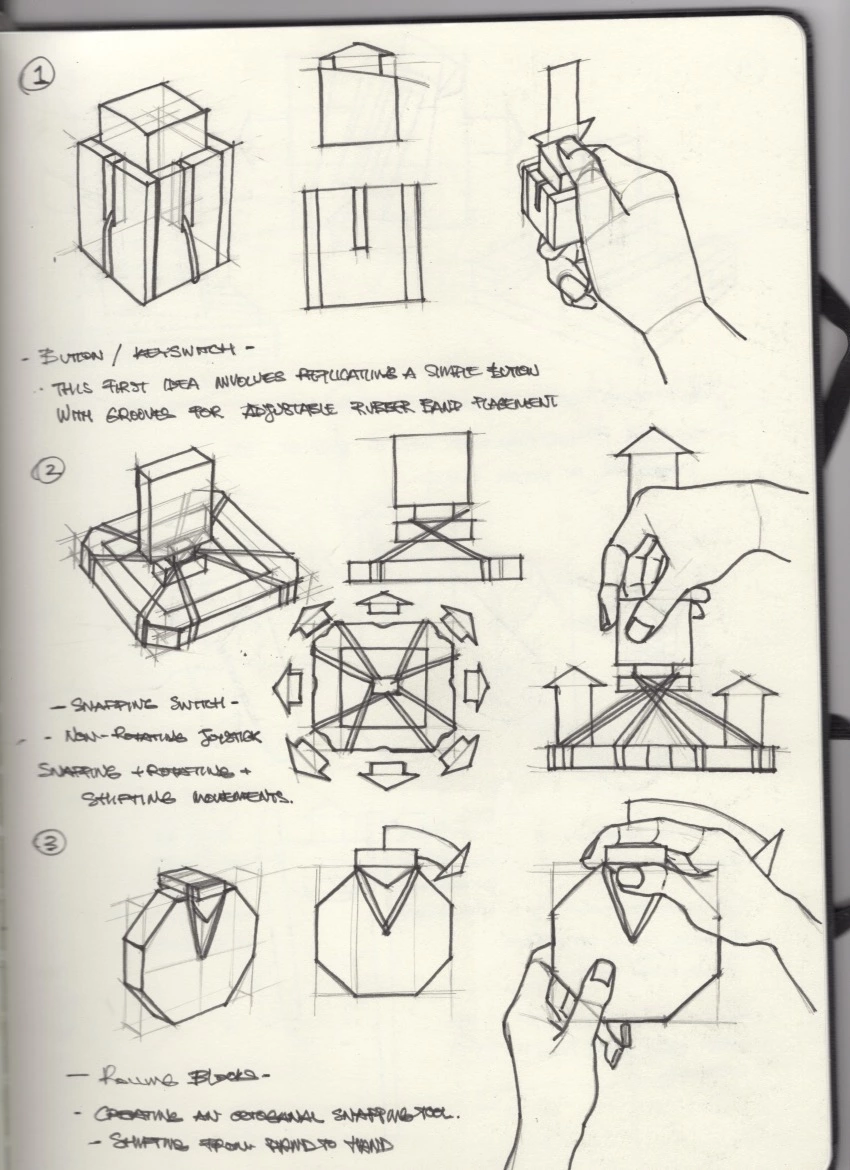 1
- BUTTON / KEYSWITCH -
- THIS FIRST IDEA INVOLVES REPLICATING A SIMPLE BUTTON
WITH GROOVES FOR ADJUSTABLE RUBBER BAND PLACEMENT
2
- SNAPPING SWITCH -
- NON-ROTATING JOYSTICK
SNAPPING + ROTATING +
SHIFTING MOVEMENTS.
3
- ROLLING BLOCKS -
- CREATING AN OCTOGANAL SNAPPING TOOL.
- SHIFTING FROM HAND TO HAND